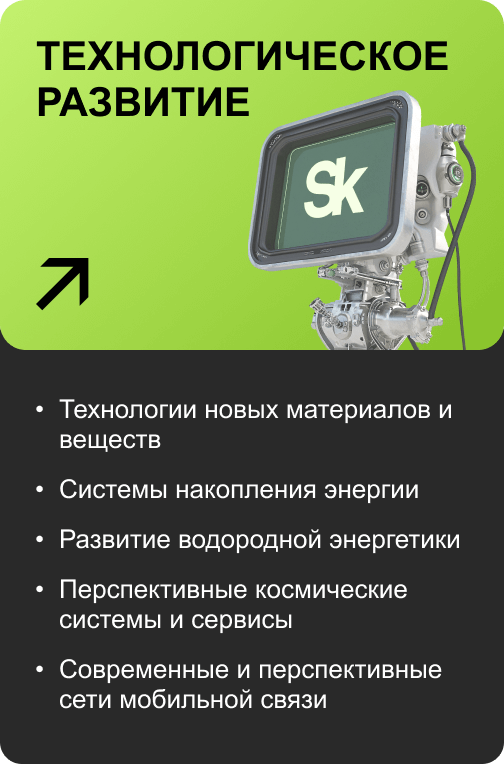 ТЕХНОЛОГИЧЕСКОЕ
РАЗВИТИЕ
Sk
• Технологии новых материалов и
веществ
• Системы накопления энергии
• Развитие водородной энергетики
• Перспективные космические
системы и сервисы
• Современные и перспективные
сети мобильной связи